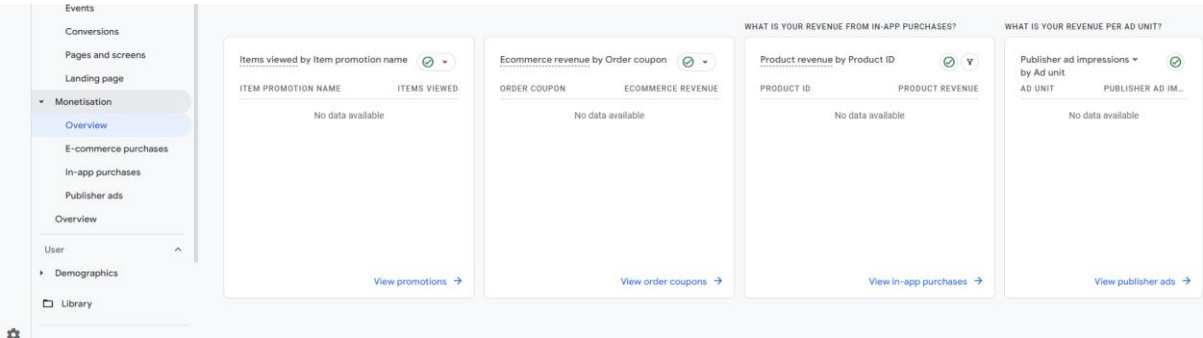 Events
Conversions
Pages and screens
Landing page
Monetisation
Overview
E-commerce purchases
In-app purchases
Publisher ads
Overview
User
Demographics
Library
Items viewed by Item promotion name
ITEM PROMOTION NAME ITEMS VIEWED
No data available
View promotions
Ecommerce revenue by Order coupon
ORDER COUPON ECOMMERCE REVENUE
No data available
View order coupons
WHAT IS YOUR REVENUE FROM IN-APP PURCHASES?
Product revenue by Product ID
PRODUCT ID PRODUCT REVENUE
No data available
View in-app purchases
WHAT IS YOUR REVENUE PER AD UNIT?
Publisher ad impressions
by Ad unit
AD UNIT PUBLISHER AD IM...
No data available
View publisher ads